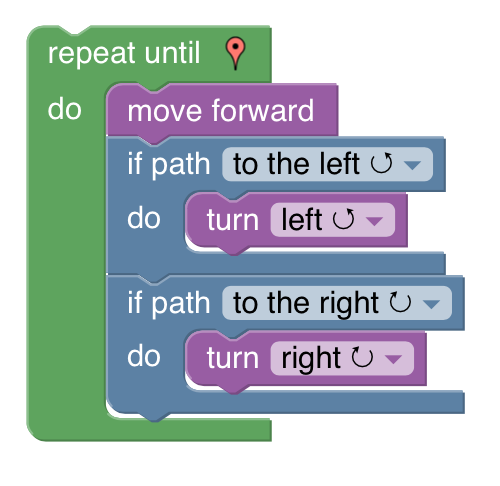 repeat until
do move forward
if path to the left ↺
do turn left ↺
if path to the right ↻
do turn right ↻